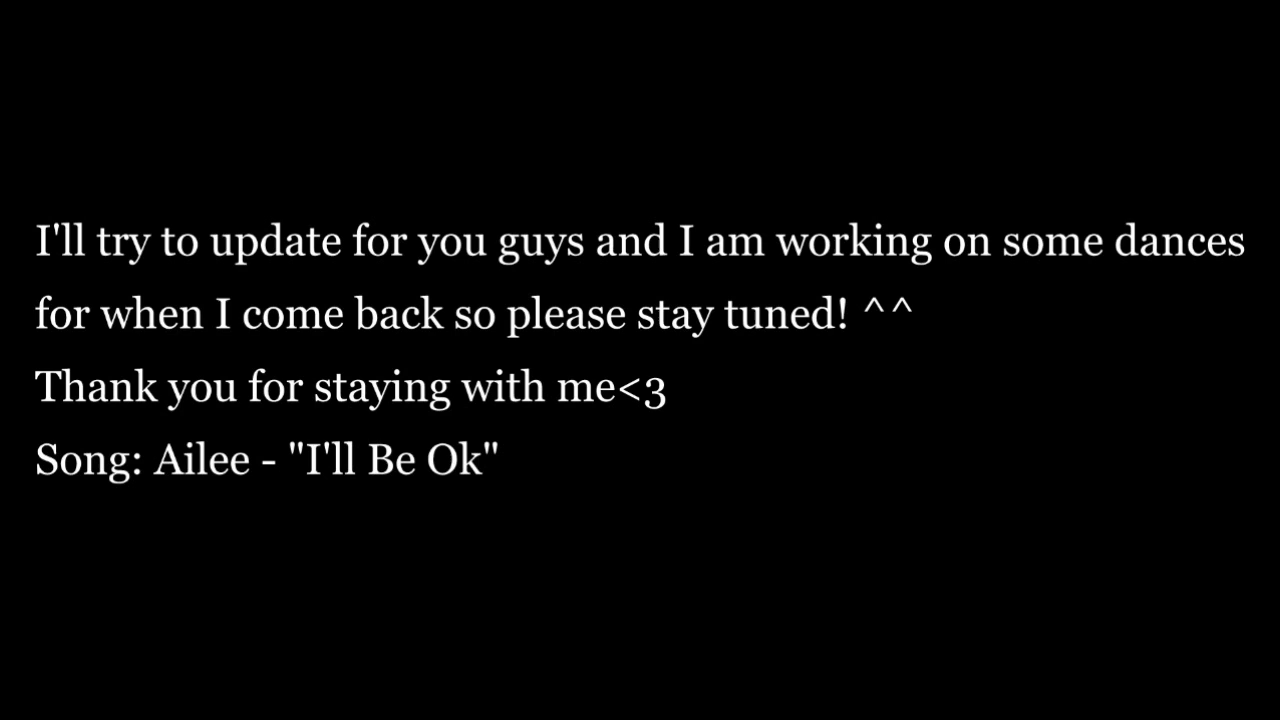 I'll try to update for you guys and I am working on some dances
for when I come back so please stay tuned! ^^
Thank you for staying with me<3
Song: Ailee - "I'll Be Ok"